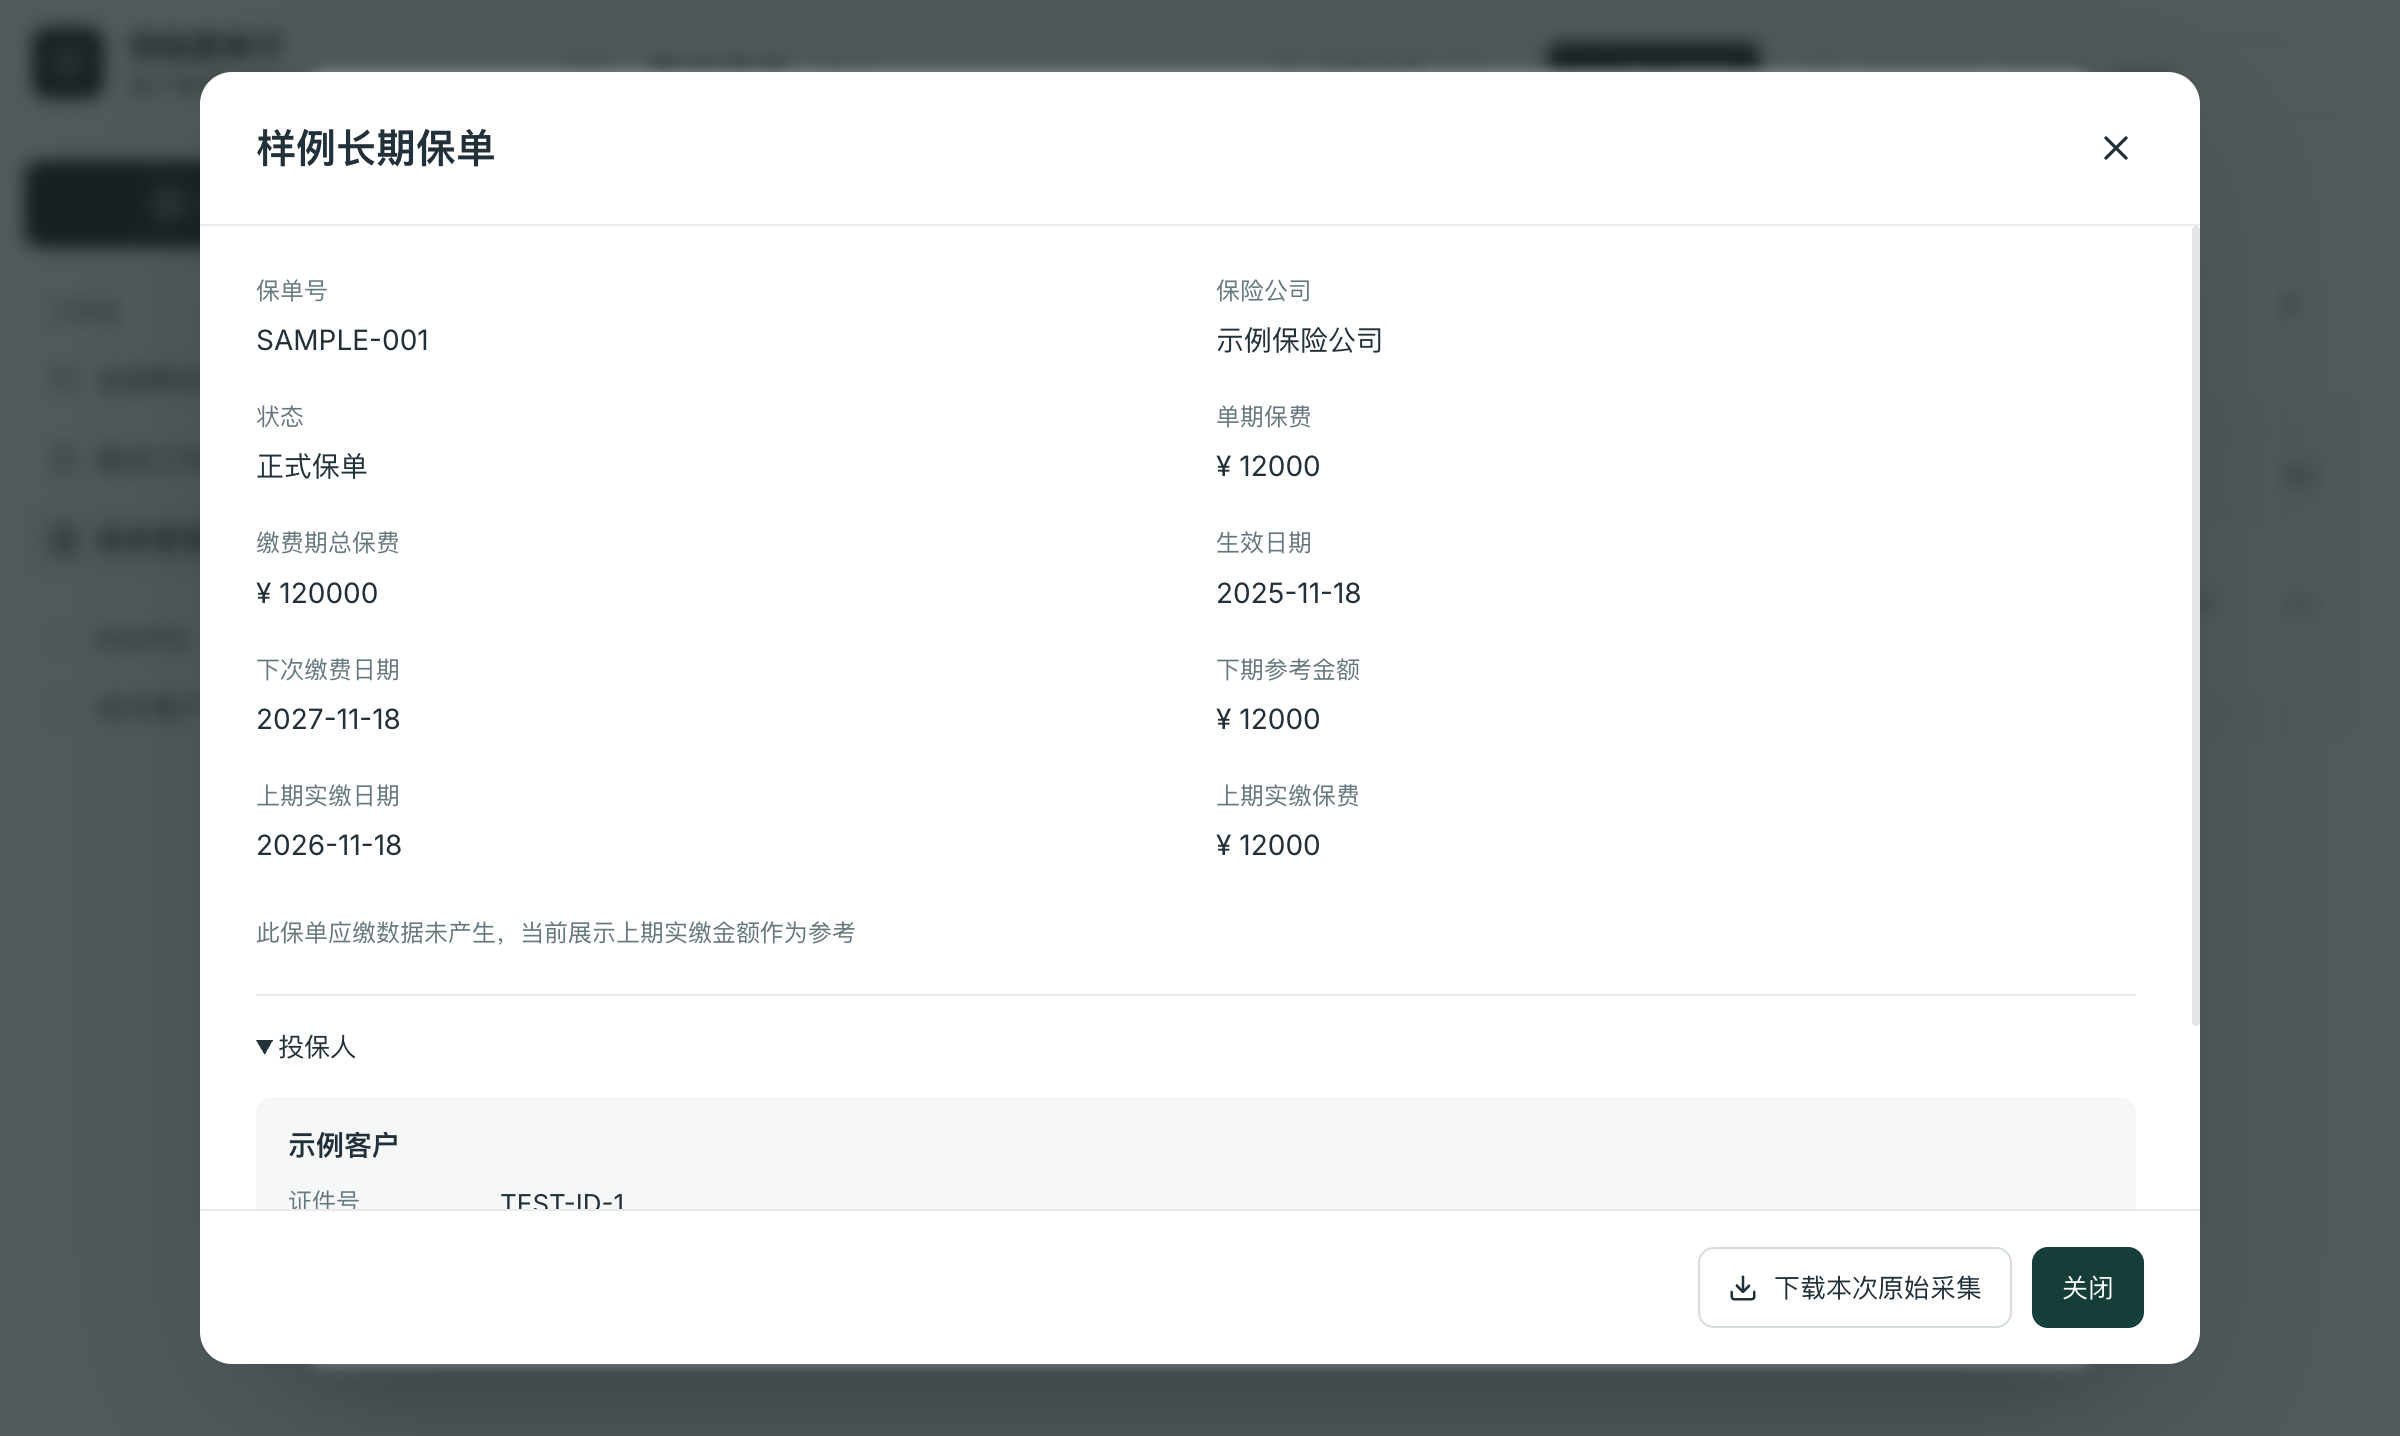 样例长期保单
保单号
SAMPLE-001
保险公司
示例保险公司
状态
正式保单
单期保费
¥ 12000
缴费期总保费
¥ 120000
生效日期
2025-11-18
下次缴费日期
2027-11-18
下期参考金额
¥ 12000
上期实缴日期
2026-11-18
上期实缴保费
¥ 12000
此保单应缴数据未产生，当前展示上期实缴金额作为参考
▼投保人
示例客户
证件号 TEST-ID-1
下载本次原始采集
关闭